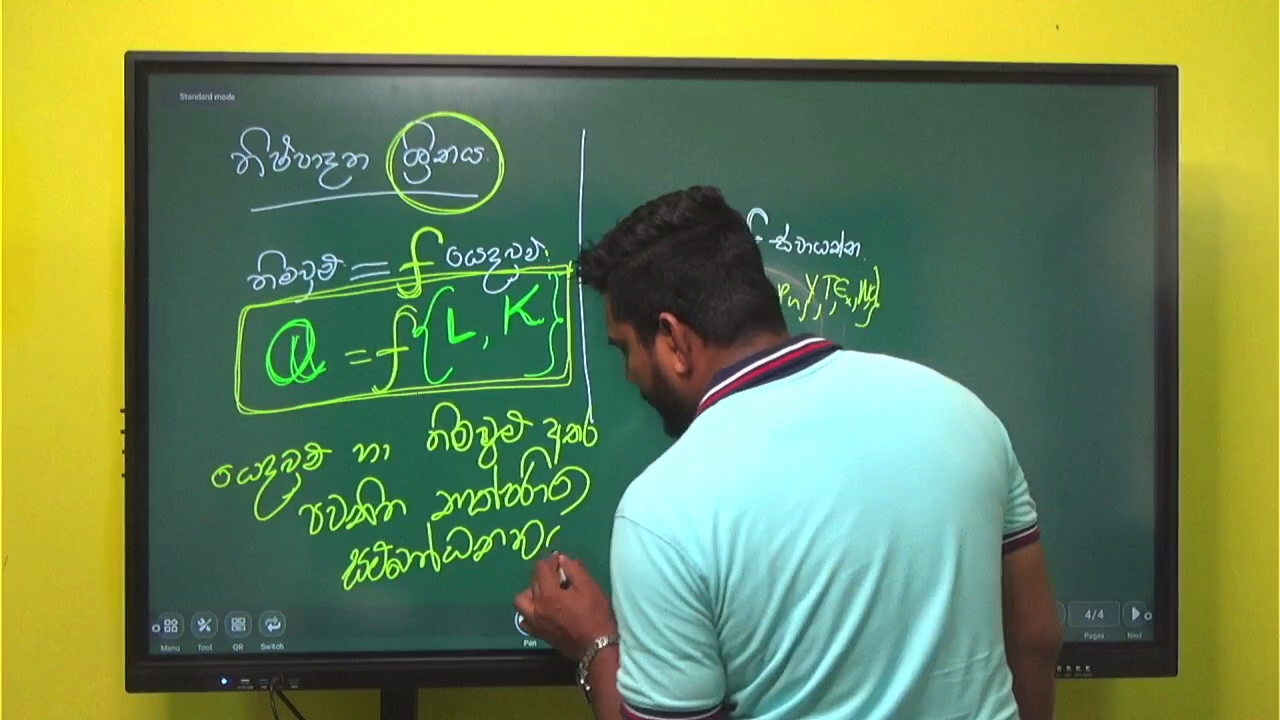 Standard mode
නිෂ්පාදන ශ්‍රිතය.
නිමවුම් = f යෙදවුම්.
Q = f{L, K}
යෙදවුම් හා නිමවුම් අතර
පවතින තාක්ෂණික
සම්බන්ධතාව
ස්වායත්ත.
Menu Tool QR Switch Pen
4/4
Pages Next